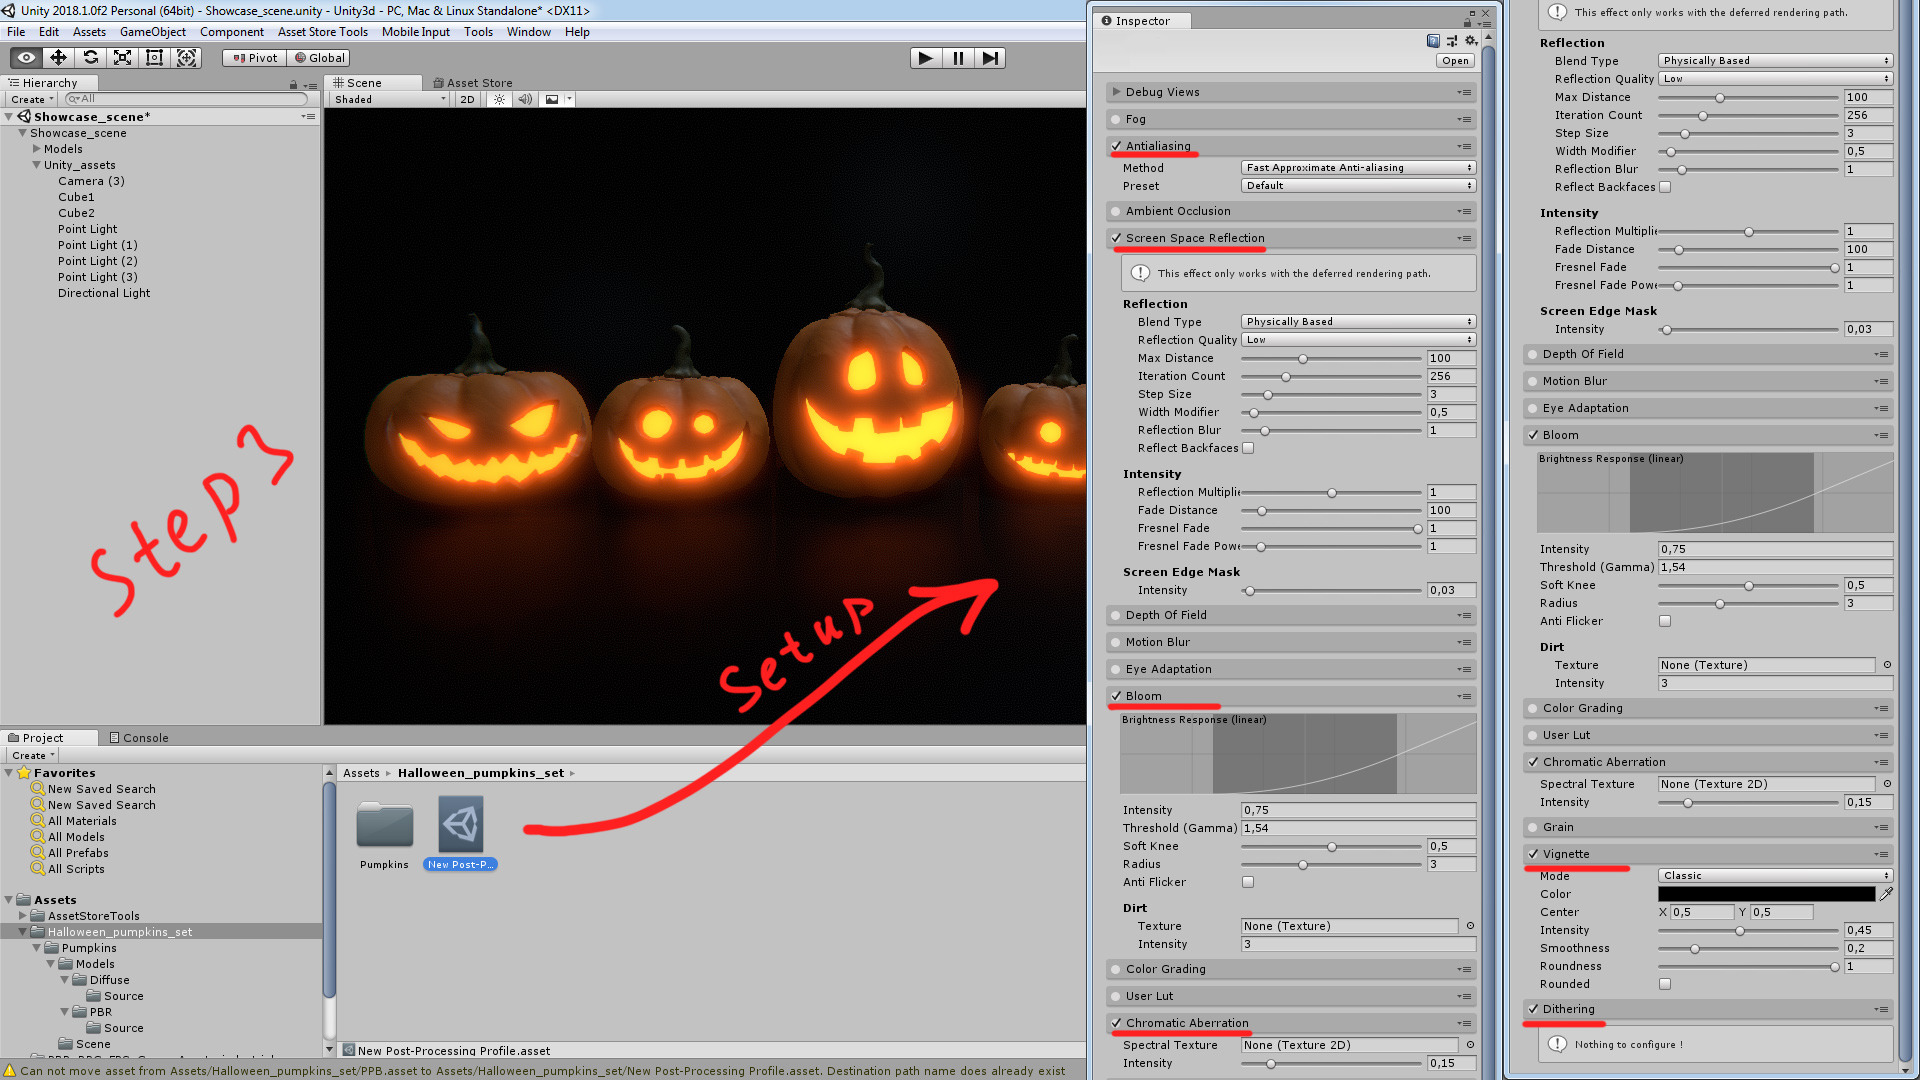 Unity 2018.1.0f2 Personal (64bit) - Showcase_scene.unity - Unity3d - PC, Mac & Linux Standalone* <DX11>
File Edit Assets GameObject Component Asset Store Tools Mobile Input Tools Window Help
Pivot Global
Hierarchy
Create All
Showcase_scene*
Showcase_scene
Models
Unity_assets
Camera (3)
Cube1
Cube2
Point Light
Point Light (1)
Point Light (2)
Point Light (3)
Directional Light
Step 3
Scene Asset Store
Shaded 2D
Setup
Project Console
Create
Favorites
New Saved Search
New Saved Search
All Materials
All Models
All Prefabs
All Scripts
Assets
AssetStoreTools
Halloween_pumpkins_set
Pumpkins
Models
Diffuse
Source
PBR
Source
Scene
Assets Halloween_pumpkins_set
Pumpkins New Post-P...
New Post-Processing Profile.asset
Can not move asset from Assets/Halloween_pumpkins_set/PPB.asset to Assets/Halloween_pumpkins_set/New Post-Processing Profile.asset. Destination path name does already exist
Inspector
Open
Debug Views
Fog
Antialiasing
Method Fast Approximate Anti-aliasing
Preset Default
Ambient Occlusion
Screen Space Reflection
This effect only works with the deferred rendering path.
Reflection
Blend Type Physically Based
Reflection Quality Low
Max Distance 100
Iteration Count 256
Step Size 3
Width Modifier 0,5
Reflection Blur 1
Reflect Backfaces
Intensity
Reflection Multipli 1
Fade Distance 100
Fresnel Fade 1
Fresnel Fade Powe 1
Screen Edge Mask
Intensity 0,03
Depth Of Field
Motion Blur
Eye Adaptation
Bloom
Brightness Response (linear)
Intensity 0,75
Threshold (Gamma) 1,54
Soft Knee 0,5
Radius 3
Anti Flicker
Dirt
Texture None (Texture)
Intensity 3
Color Grading
User Lut
Chromatic Aberration
Spectral Texture None (Texture 2D)
Intensity 0,15
This effect only works with the deferred rendering path.
Reflection
Blend Type Physically Based
Reflection Quality Low
Max Distance 100
Iteration Count 256
Step Size 3
Width Modifier 0,5
Reflection Blur 1
Reflect Backfaces
Intensity
Reflection Multipli 1
Fade Distance 100
Fresnel Fade 1
Fresnel Fade Powe 1
Screen Edge Mask
Intensity 0,03
Depth Of Field
Motion Blur
Eye Adaptation
Bloom
Brightness Response (linear)
Intensity 0,75
Threshold (Gamma) 1,54
Soft Knee 0,5
Radius 3
Anti Flicker
Dirt
Texture None (Texture)
Intensity 3
Color Grading
User Lut
Chromatic Aberration
Spectral Texture None (Texture 2D)
Intensity 0,15
Grain
Vignette
Mode Classic
Color
Center X 0,5 Y 0,5
Intensity 0,45
Smoothness 0,2
Roundness 1
Rounded
Dithering
Nothing to configure !